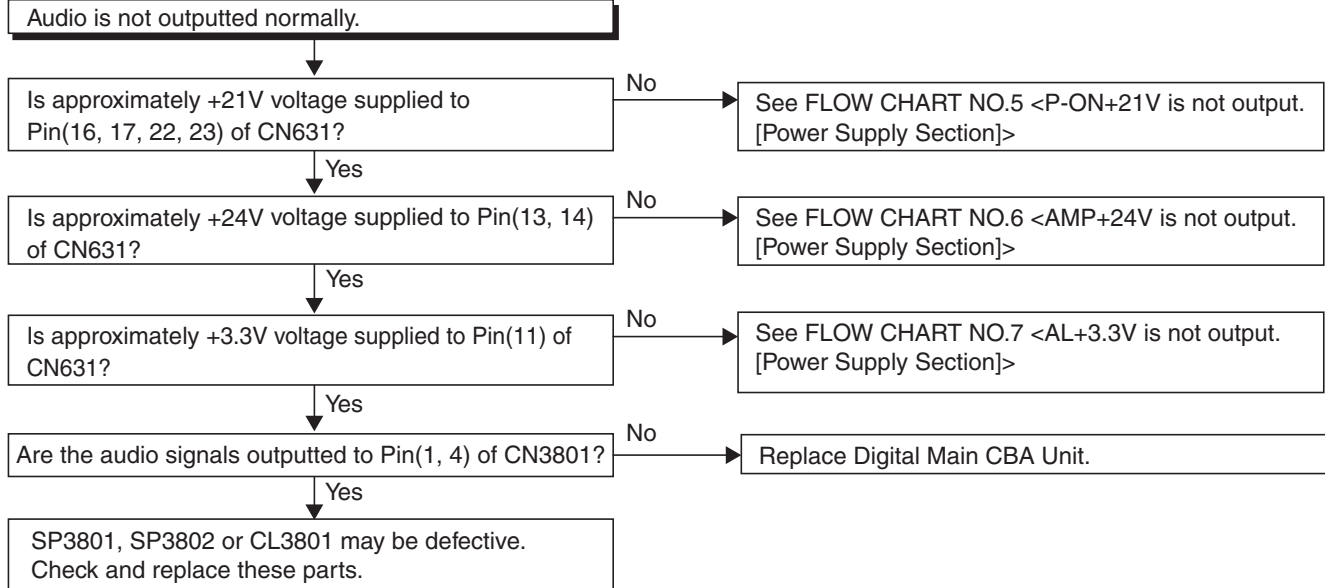 Audio is not outputted normally.
Is approximately +21V voltage supplied to
Pin(16, 17, 22, 23) of CN631?
No
See FLOW CHART NO.5 <P-ON+21V is not output.
[Power Supply Section]>
Yes
Is approximately +24V voltage supplied to Pin(13, 14)
of CN631?
No
See FLOW CHART NO.6 <AMP+24V is not output.
[Power Supply Section]>
Yes
Is approximately +3.3V voltage supplied to Pin(11) of
CN631?
No
See FLOW CHART NO.7 <AL+3.3V is not output.
[Power Supply Section]>
Yes
Are the audio signals outputted to Pin(1, 4) of CN3801?
No
Replace Digital Main CBA Unit.
Yes
SP3801, SP3802 or CL3801 may be defective.
Check and replace these parts.